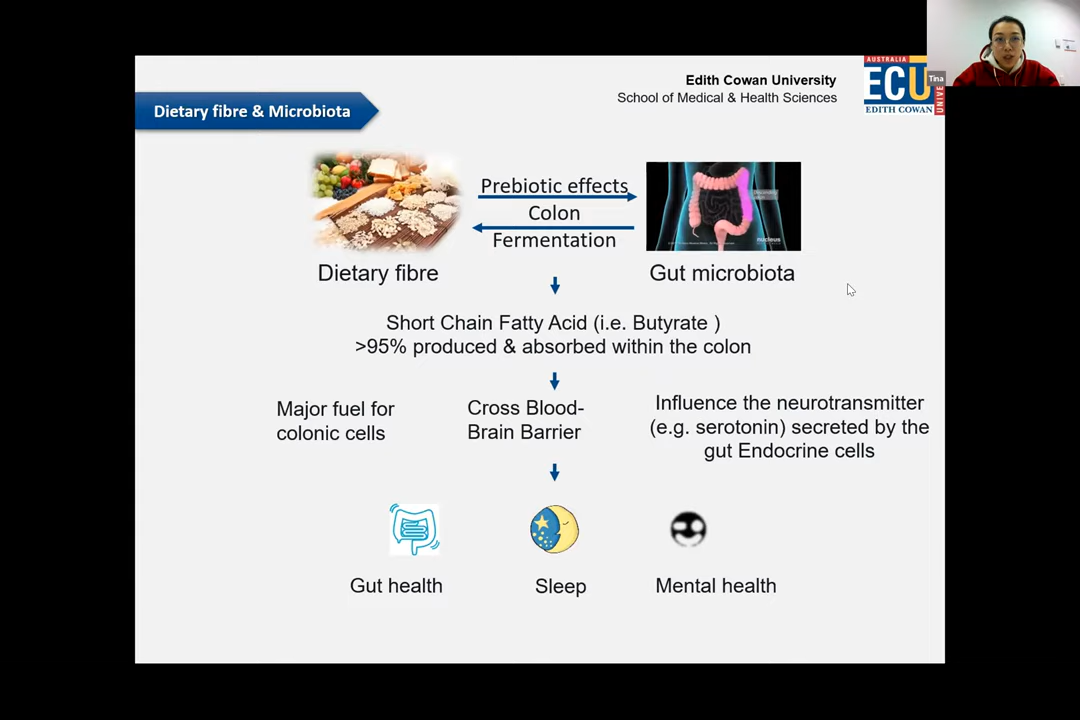 Edith Cowan University
School of Medical & Health Sciences
AUSTRALIA
ECU
EDITH COWAN
Tina
Dietary fibre & Microbiota
Prebiotic effects
Colon
Fermentation
nucleus
Dietary fibre
Gut microbiota
Short Chain Fatty Acid (i.e. Butyrate )
>95% produced & absorbed within the colon
Major fuel for
colonic cells
Cross Blood-
Brain Barrier
Influence the neurotransmitter
(e.g. serotonin) secreted by the
gut Endocrine cells
Gut health
Sleep
Mental health